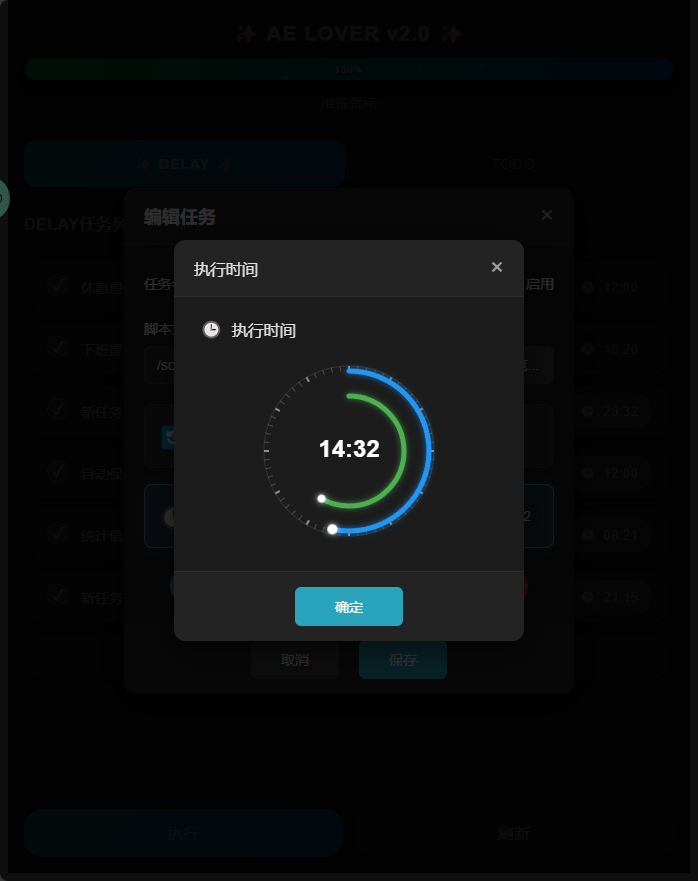 ✨ AE LOVER v2.0 ✨
100%
准备就绪
✨ DELAY ✨
TODO
DELAY任务列
编辑任务
×
执行时间
×
任务
启用
休息提
12:00
执行时间
脚本
下班提
18:20
/sc
新任务
20:32
14:32
自动保
12:00
2
统计信
08:21
新任务
21:15
确定
取消
保存
执行
刷新